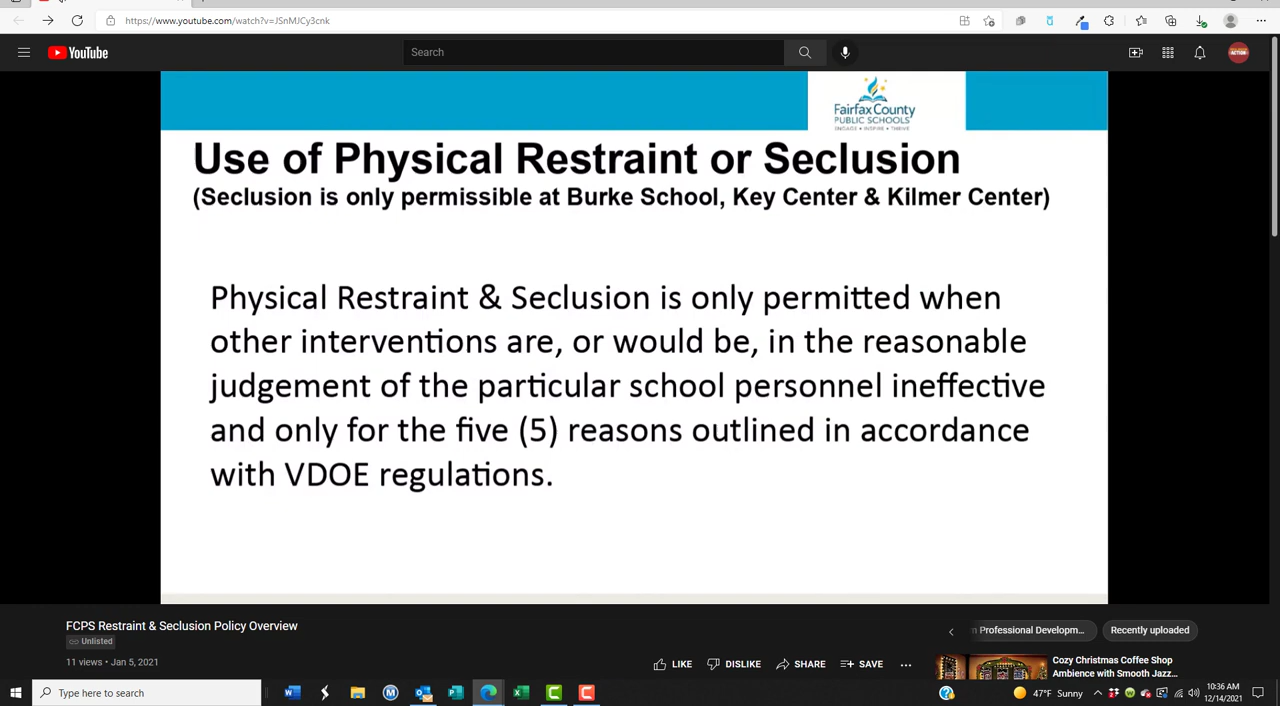 https://www.youtube.com/watch?v=JSnMJCy3cnk
YouTube
Search
ACTION
Fairfax County
PUBLIC SCHOOLS
ENGAGE • INSPIRE • THRIVE
Use of Physical Restraint or Seclusion
(Seclusion is only permissible at Burke School, Key Center & Kilmer Center)
Physical Restraint & Seclusion is only permitted when
other interventions are, or would be, in the reasonable
judgement of the particular school personnel ineffective
and only for the five (5) reasons outlined in accordance
with VDOE regulations.
FCPS Restraint & Seclusion Policy Overview
Unlisted
11 views • Jan 5, 2021
LIKE
DISLIKE
SHARE
SAVE
Professional Developm...
Recently uploaded
Cozy Christmas Coffee Shop
Ambience with Smooth Jazz...
Type here to search
47°F Sunny
10:36 AM
12/14/2021